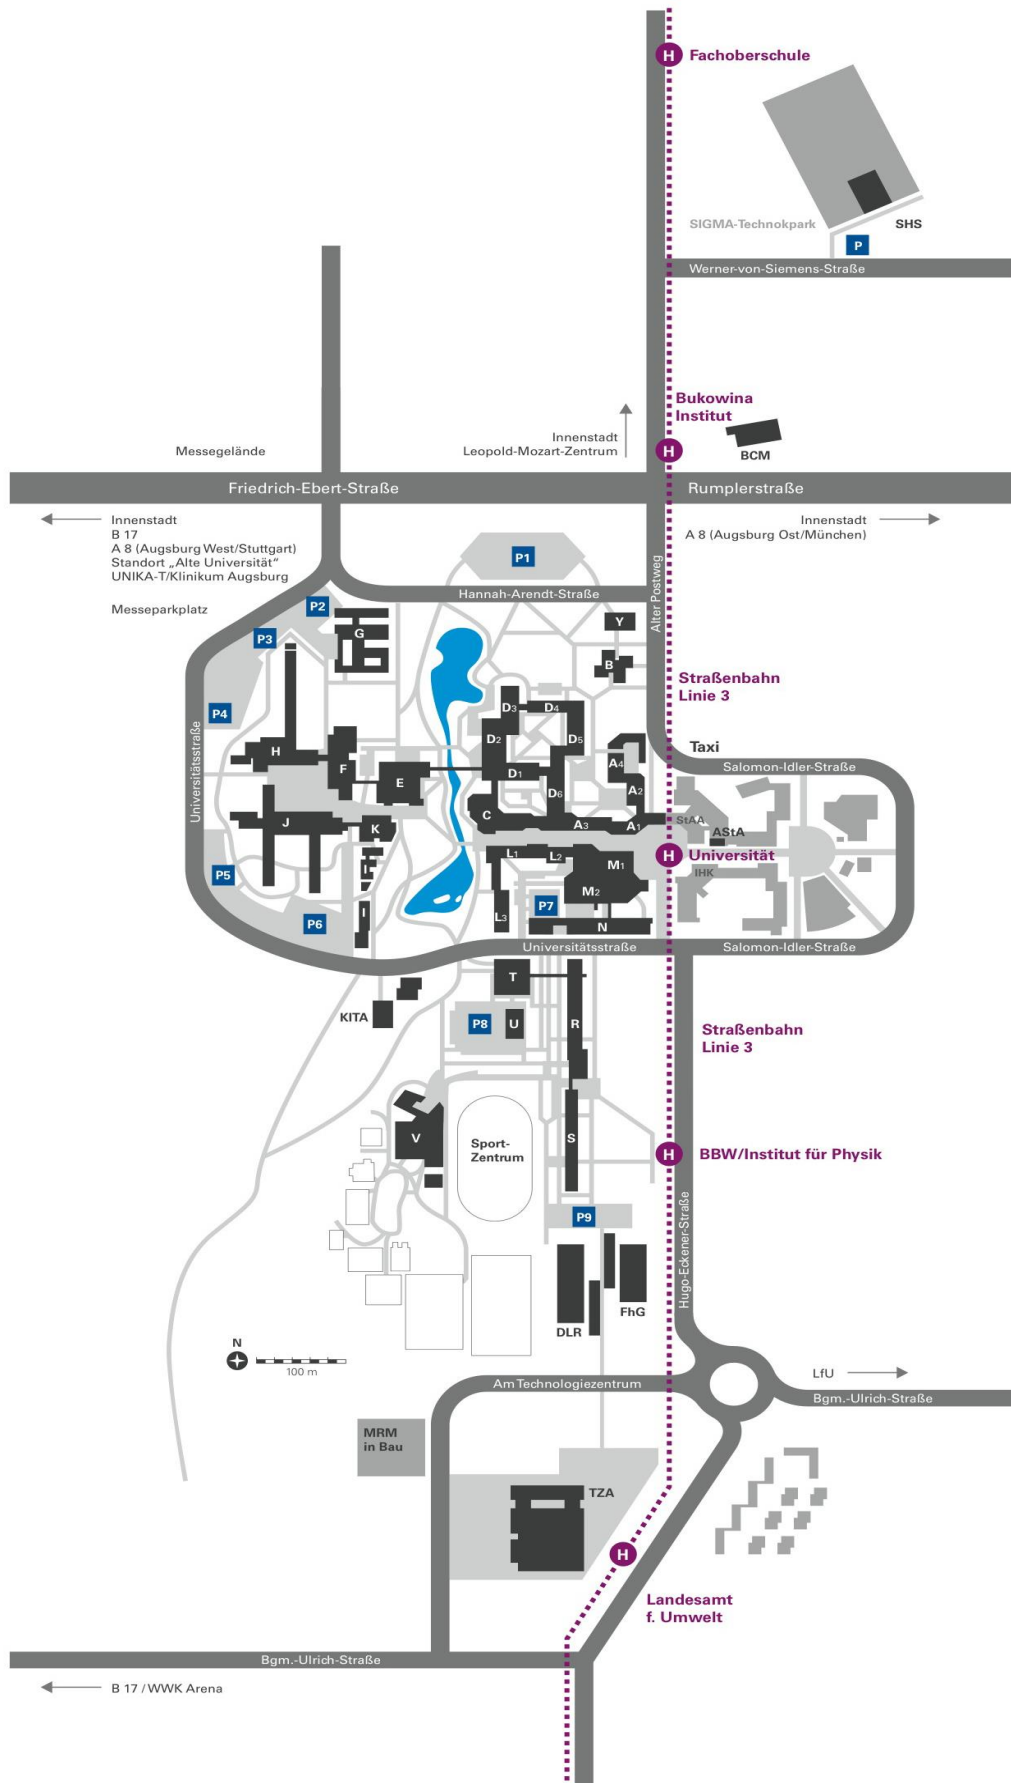 H Fachoberschule
SIGMA-Technokpark
SHS
P
Werner-von-Siemens-Straße
Bukowina
Institut
Innenstadt
Leopold-Mozart-Zentrum
Messegelände
H
BCM
Friedrich-Ebert-Straße
Rumplerstraße
Innenstadt
B 17
A 8 (Augsburg West/Stuttgart)
Standort „Alte Universität“
UNIKA-T/Klinikum Augsburg
Messeparkplatz
Innenstadt
A 8 (Augsburg Ost/München)
P1
Alter Postweg
Hannah-Arendt-Straße
P2
P3
G
Y
B
P4
Straßenbahn
Linie 3
D3
D4
D2
D5
D1
D6
Universitätsstraße
H
F
E
A4
A2
Taxi
Salomon-Idler-Straße
J
K
C
A3
A1
StAA
AStA
L1
L2
M1
H Universität
IHK
P5
I
I
M2
P7
L3
N
P6
Universitätsstraße
Salomon-Idler-Straße
T
KITA
P8
U
R
Straßenbahn
Linie 3
V
Sport-
Zentrum
S
H BBW/Institut für Physik
P9
Hugo-Eckener-Straße
DLR
FhG
N
100 m
LfU
Am Technologiezentrum
Bgm.-Ulrich-Straße
MRM
in Bau
TZA
H
Landesamt
f. Umwelt
Bgm.-Ulrich-Straße
B 17 / WWK Arena